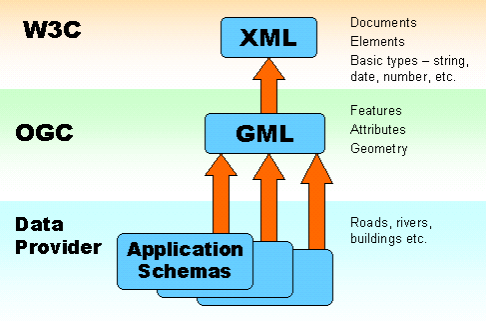 W3C
XML
Documents
Elements
Basic types – string,
date, number, etc.
OGC
GML
Features
Attributes
Geometry
Data
Provider
Application
Schemas
Roads, rivers,
buildings etc.